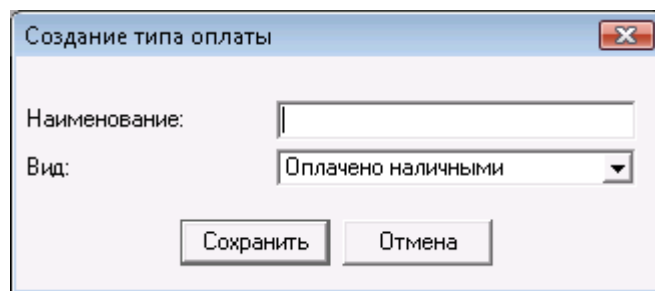 Создание типа оплаты
Наименование:
Вид: Оплачено наличными
Сохранить Отмена